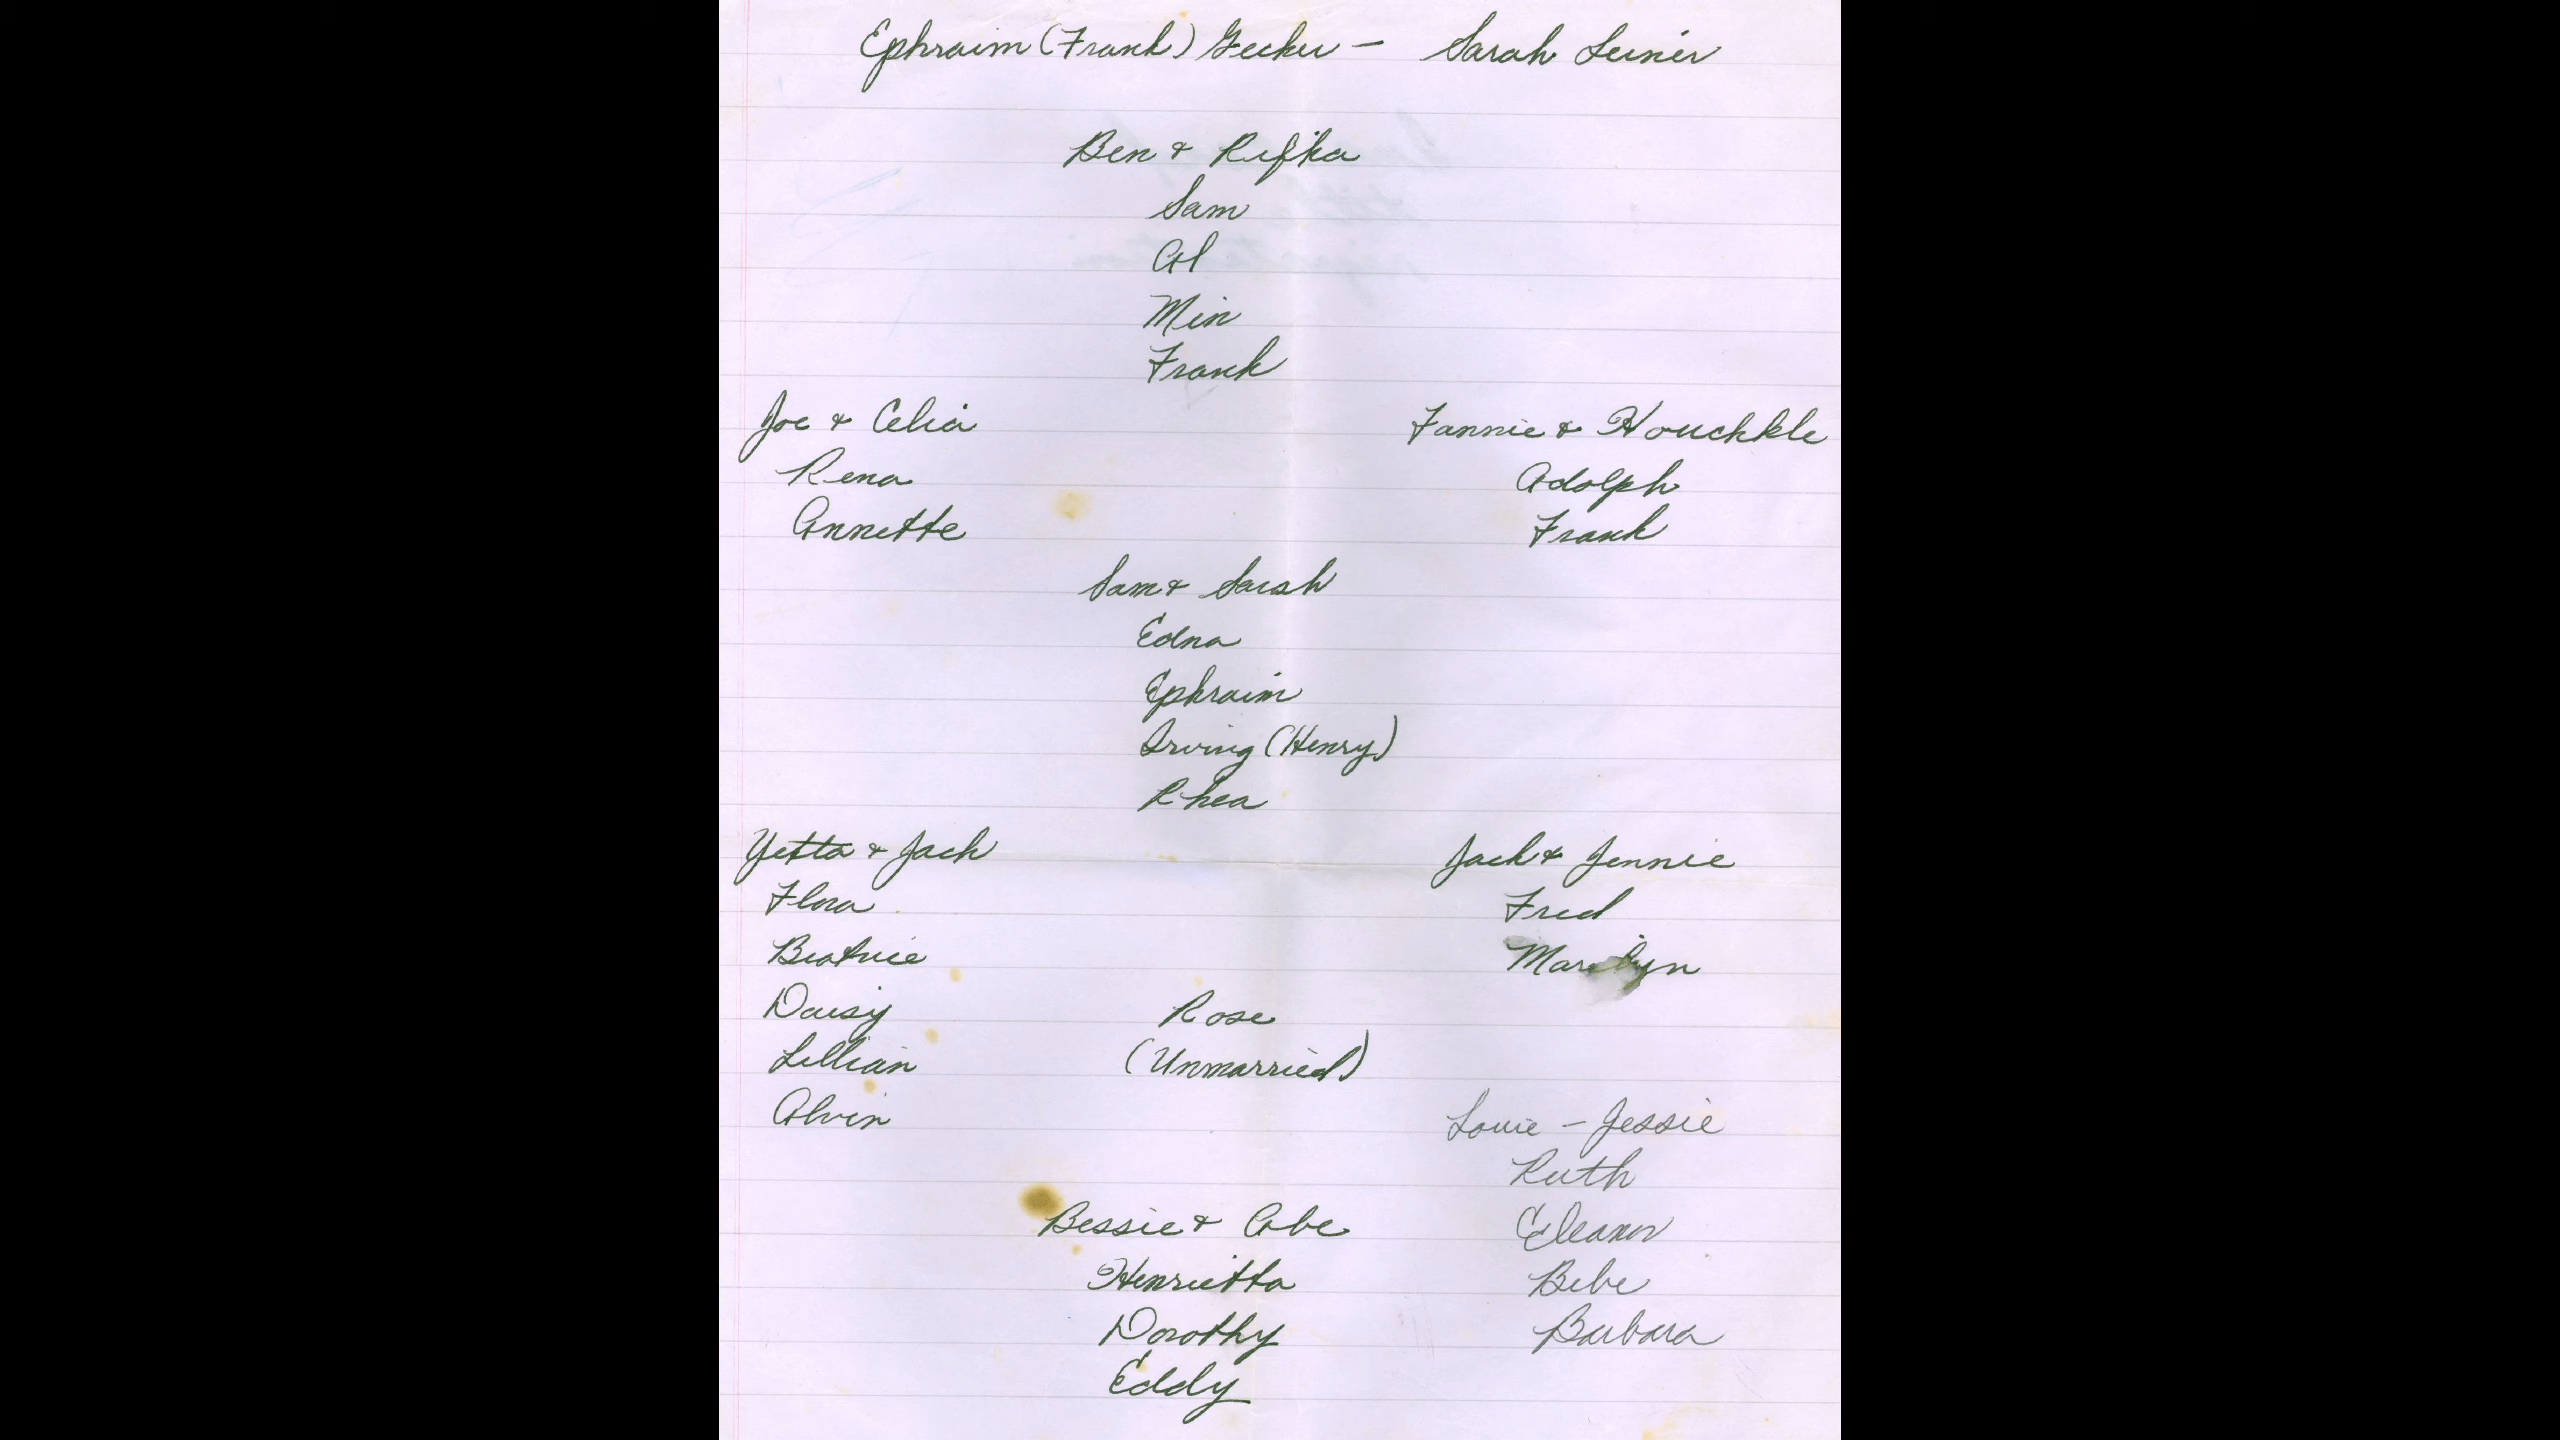 Ephraim (Frank) Gecker — Sarah Leiner
Ben & Rifka
Sam
Al
Min
Frank
Joe & Celia
Rena
Annette
Fannie & Houchkle
Adolph
Frank
Sam & Sarah
Edna
Ephraim
Irving (Henry)
Rhea
Yetta & Jack
Flora
Beatrice
Daisy
Lillian
Alvin
Jack & Jennie
Fred
Marilyn
Rose
(Unmarried)
Louie — Jessie
Ruth
Eleanor
Bebe
Barbara
Bessie & Abe
Henrietta
Dorothy
Eddy